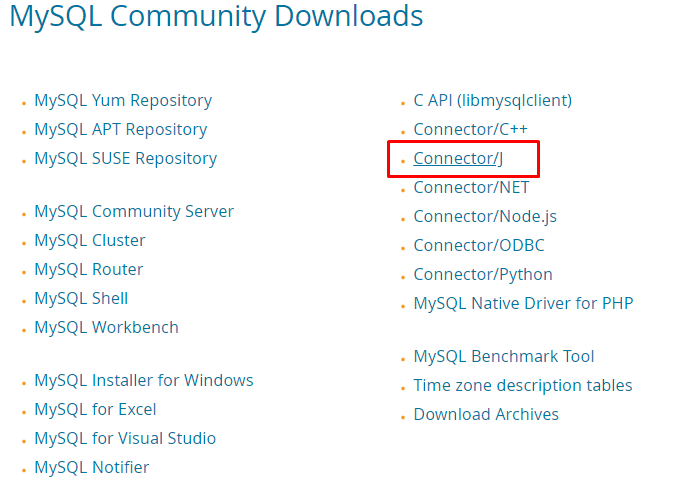 MySQL Community Downloads
MySQL Yum Repository
MySQL APT Repository
MySQL SUSE Repository
MySQL Community Server
MySQL Cluster
MySQL Router
MySQL Shell
MySQL Workbench
MySQL Installer for Windows
MySQL for Excel
MySQL for Visual Studio
MySQL Notifier
C API (libmysqlclient)
Connector/C++
Connector/J
Connector/NET
Connector/Node.js
Connector/ODBC
Connector/Python
MySQL Native Driver for PHP
MySQL Benchmark Tool
Time zone description tables
Download Archives